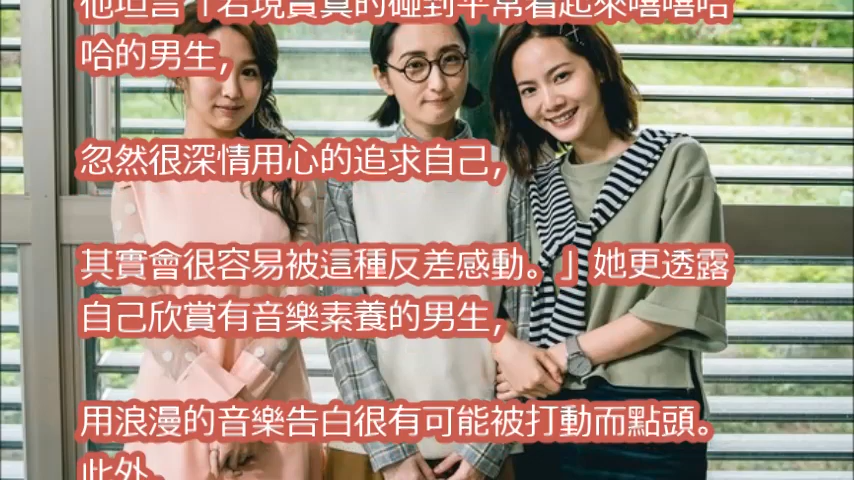 他坦言「若現實真的碰到平常看起來嘻嘻哈
哈的男生,
忽然很深情用心的追求自己,
其實會很容易被這種反差感動。」她更透露
自己欣賞有音樂素養的男生,
用浪漫的音樂告白很有可能被打動而點頭。
此外,